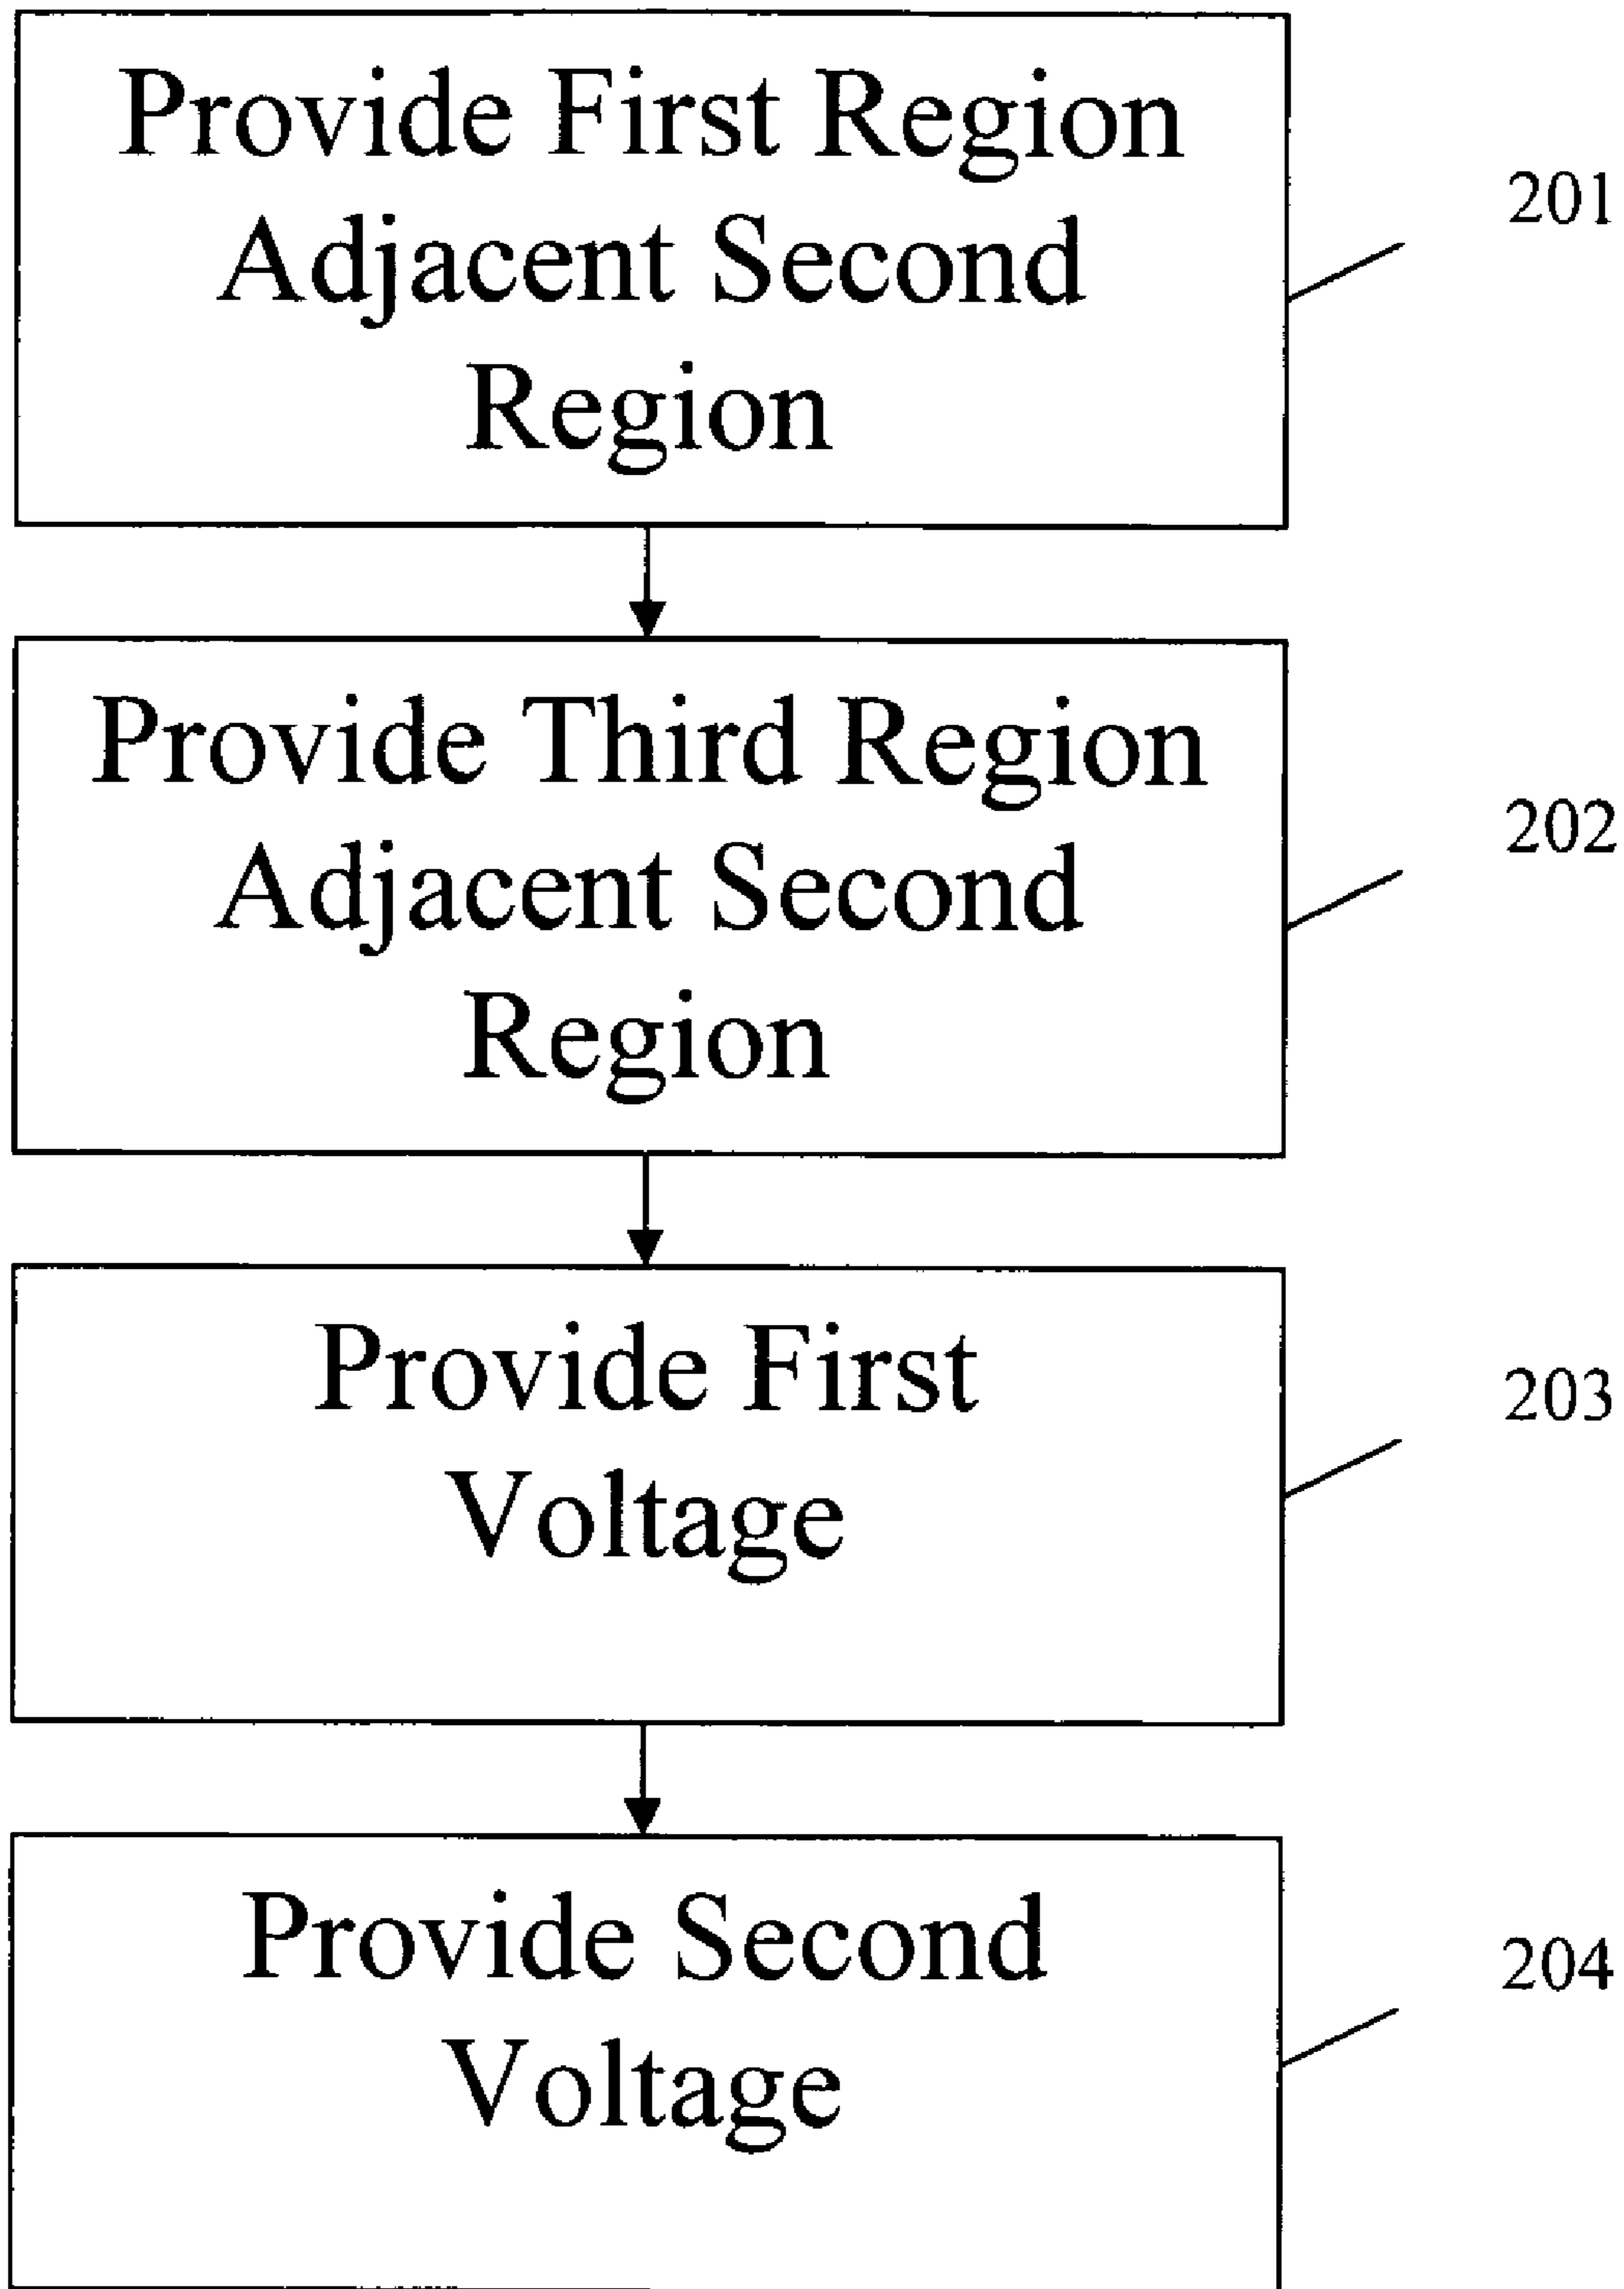 Provide First Region
Adjacent Second
Region
201
Provide Third Region
Adjacent Second
Region
202
Provide First
Voltage
203
Provide Second
Voltage
204